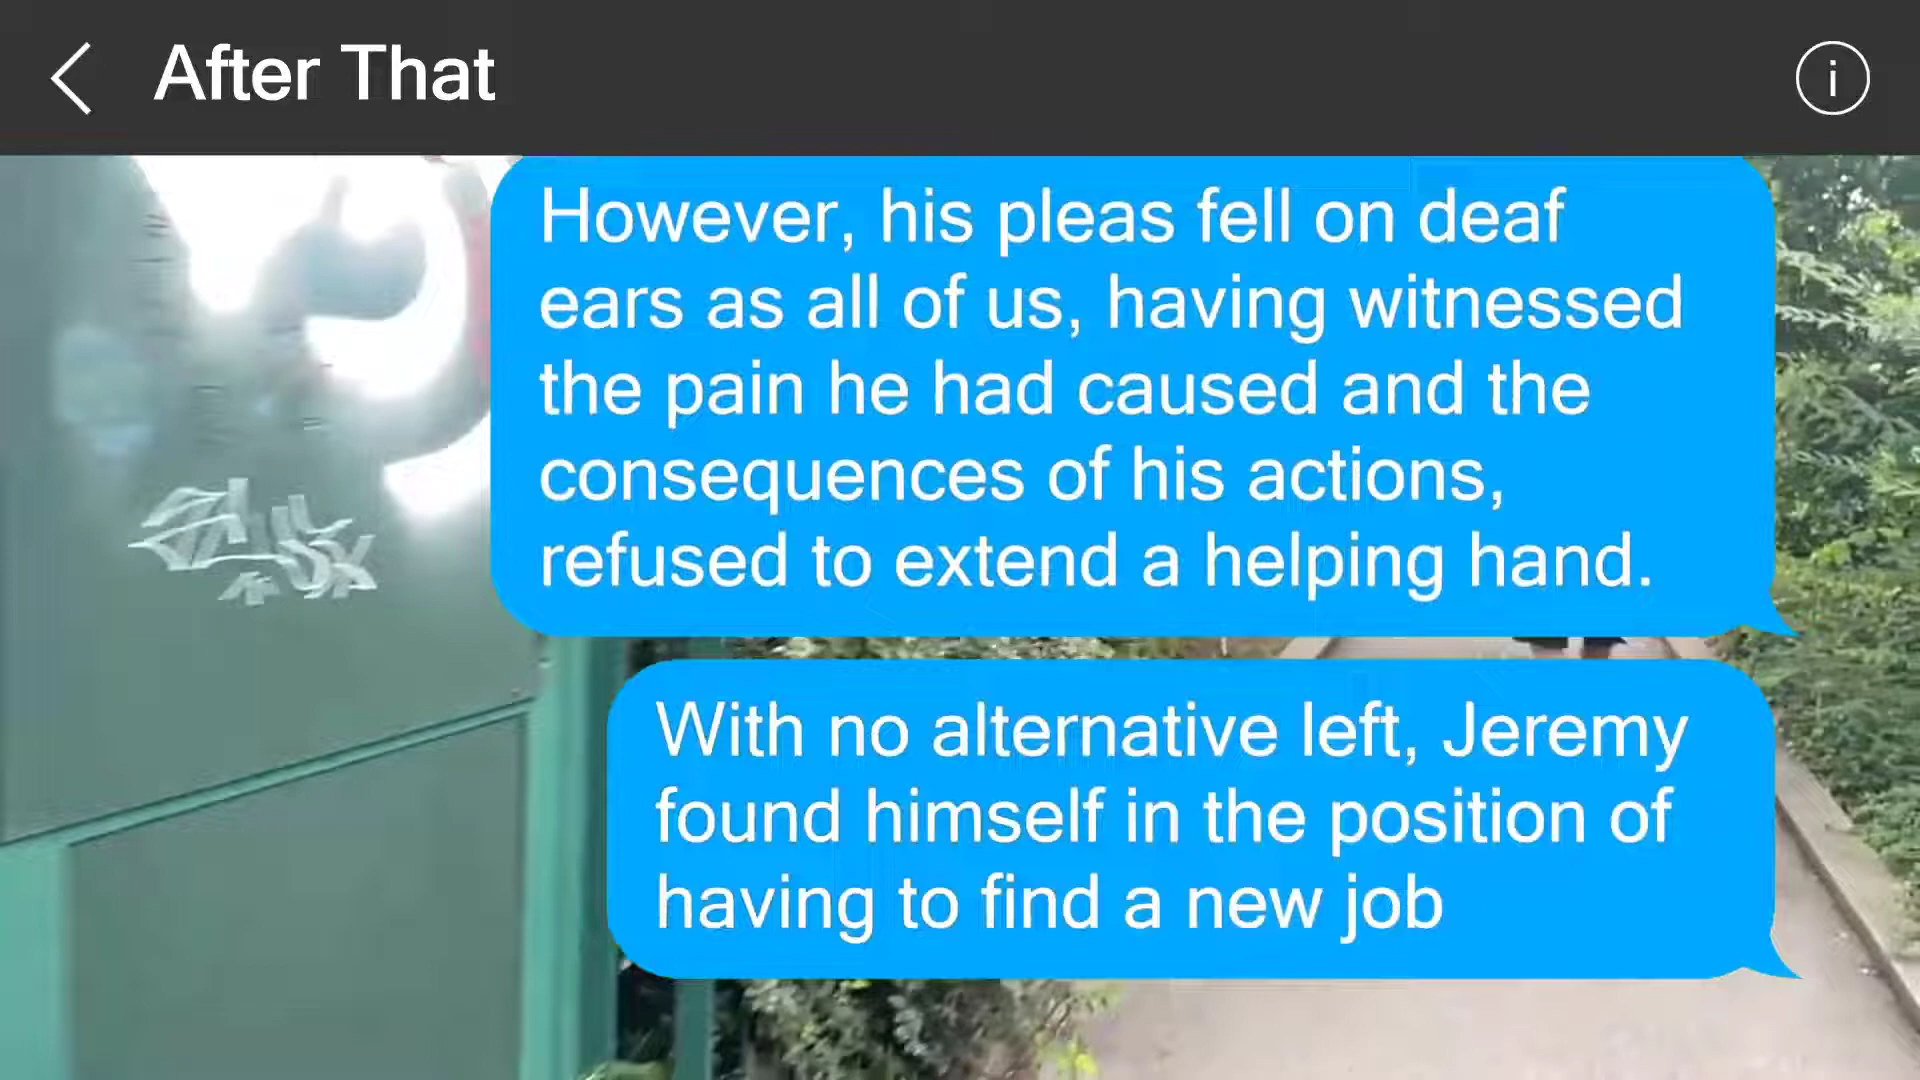 After That
However, his pleas fell on deaf
ears as all of us, having witnessed
the pain he had caused and the
consequences of his actions,
refused to extend a helping hand.
With no alternative left, Jeremy
found himself in the position of
having to find a new job